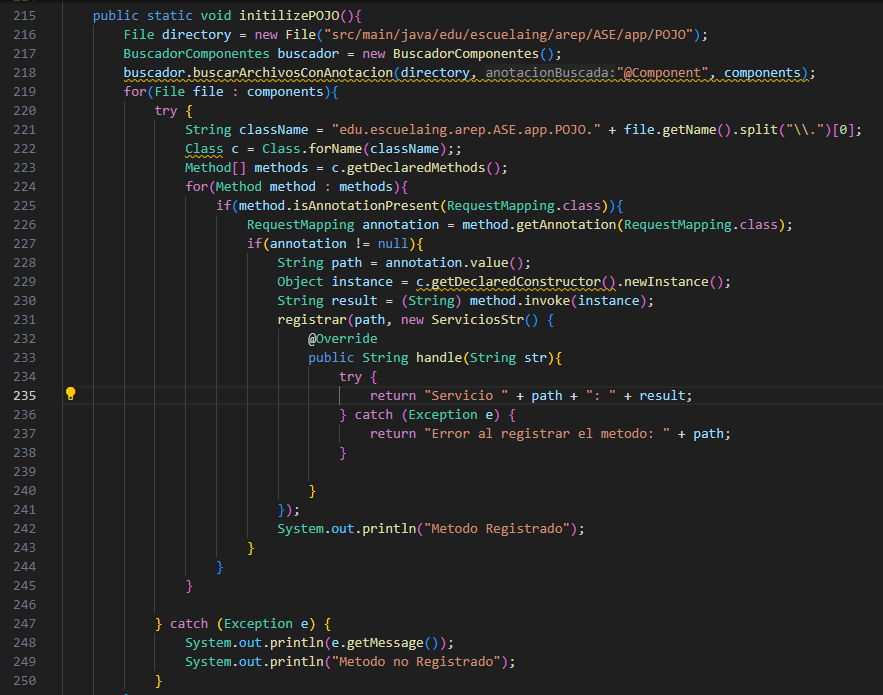 215 public static void initilizePOJO(){
216 File directory = new File("src/main/java/edu/escuelaing/arep/ASE/app/POJO");
217 BuscadorComponentes buscador = new BuscadorComponentes();
218 buscador.buscarArchivosConAnotacion(directory, anotacionBuscada:"@Component", components);
219 for(File file : components){
220 try {
221 String className = "edu.escuelaing.arep.ASE.app.POJO." + file.getName().split("\\.")[0];
222 Class c = Class.forName(className);;
223 Method[] methods = c.getDeclaredMethods();
224 for(Method method : methods){
225 if(method.isAnnotationPresent(RequestMapping.class)){
226 RequestMapping annotation = method.getAnnotation(RequestMapping.class);
227 if(annotation != null){
228 String path = annotation.value();
229 Object instance = c.getDeclaredConstructor().newInstance();
230 String result = (String) method.invoke(instance);
231 registrar(path, new ServiciosStr() {
232 @Override
233 public String handle(String str){
234 try {
235 return "Servicio " + path + ": " + result;
236 } catch (Exception e) {
237 return "Error al registrar el metodo: " + path;
238 }
239
240 }
241 });
242 System.out.println("Metodo Registrado");
243 }
244 }
245 }
246
247 } catch (Exception e) {
248 System.out.println(e.getMessage());
249 System.out.println("Metodo no Registrado");
250 }